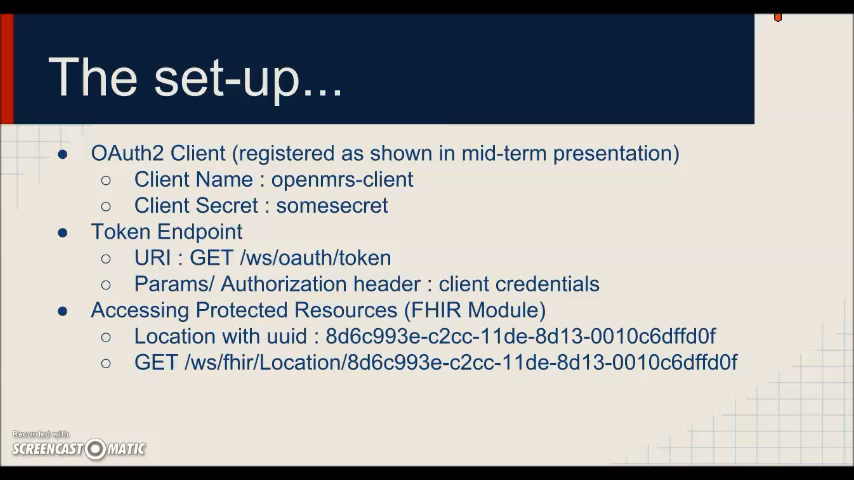 The set-up...
● OAuth2 Client (registered as shown in mid-term presentation)
○ Client Name : openmrs-client
○ Client Secret : somesecret
● Token Endpoint
○ URI : GET /ws/oauth/token
○ Params/ Authorization header : client credentials
● Accessing Protected Resources (FHIR Module)
○ Location with uuid : 8d6c993e-c2cc-11de-8d13-0010c6dffd0f
○ GET /ws/fhir/Location/8d6c993e-c2cc-11de-8d13-0010c6dffd0f
Recorded with
SCREENCAST O MATIC